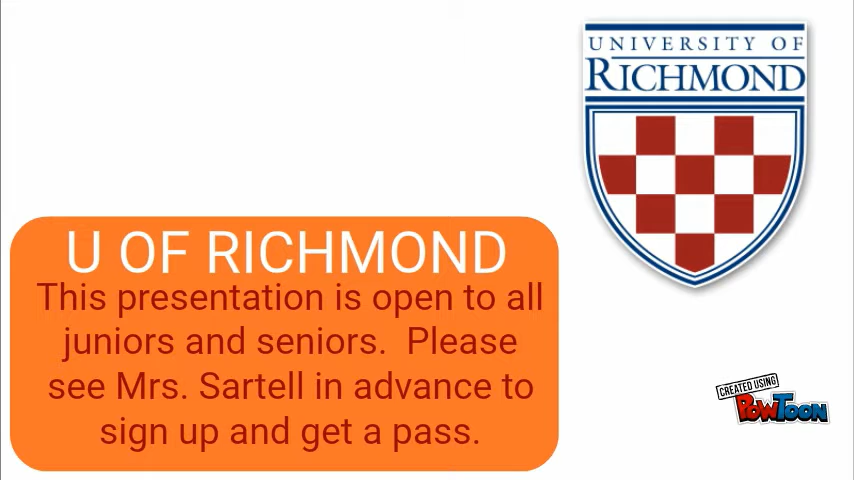 UNIVERSITY OF
RICHMOND
U OF RICHMOND
This presentation is open to all
juniors and seniors.  Please
see Mrs. Sartell in advance to
sign up and get a pass.
CREATED USING
PowToon